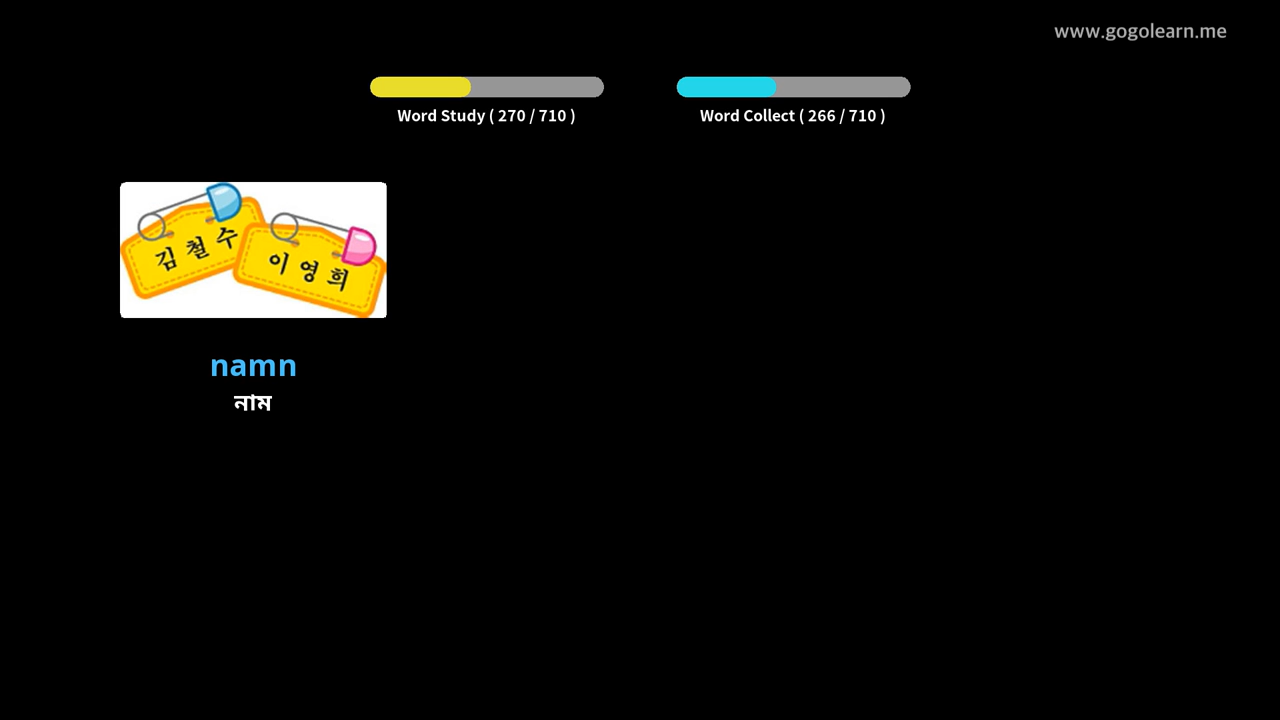 www.gogolearn.me
Word Study ( 270 / 710 )
Word Collect ( 266 / 710 )
김철수
이영희
namn
নাম